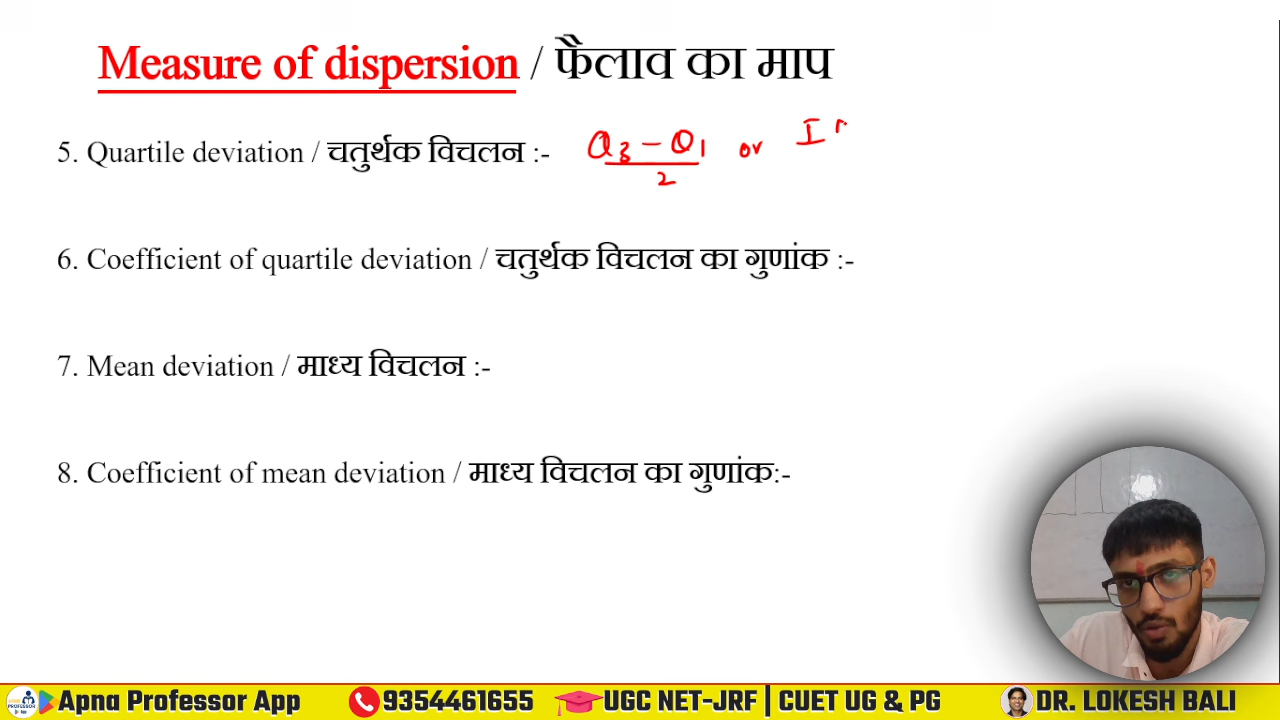 Measure of dispersion / फैलाव का माप
5. Quartile deviation / चतुर्थक विचलन :- Q3 - Q1 or I
2
6. Coefficient of quartile deviation / चतुर्थक विचलन का गुणांक :-
7. Mean deviation / माध्य विचलन :-
8. Coefficient of mean deviation / माध्य विचलन का गुणांक:-
Apna Professor App 9354461655 UGC NET-JRF | CUET UG & PG DR. LOKESH BALI